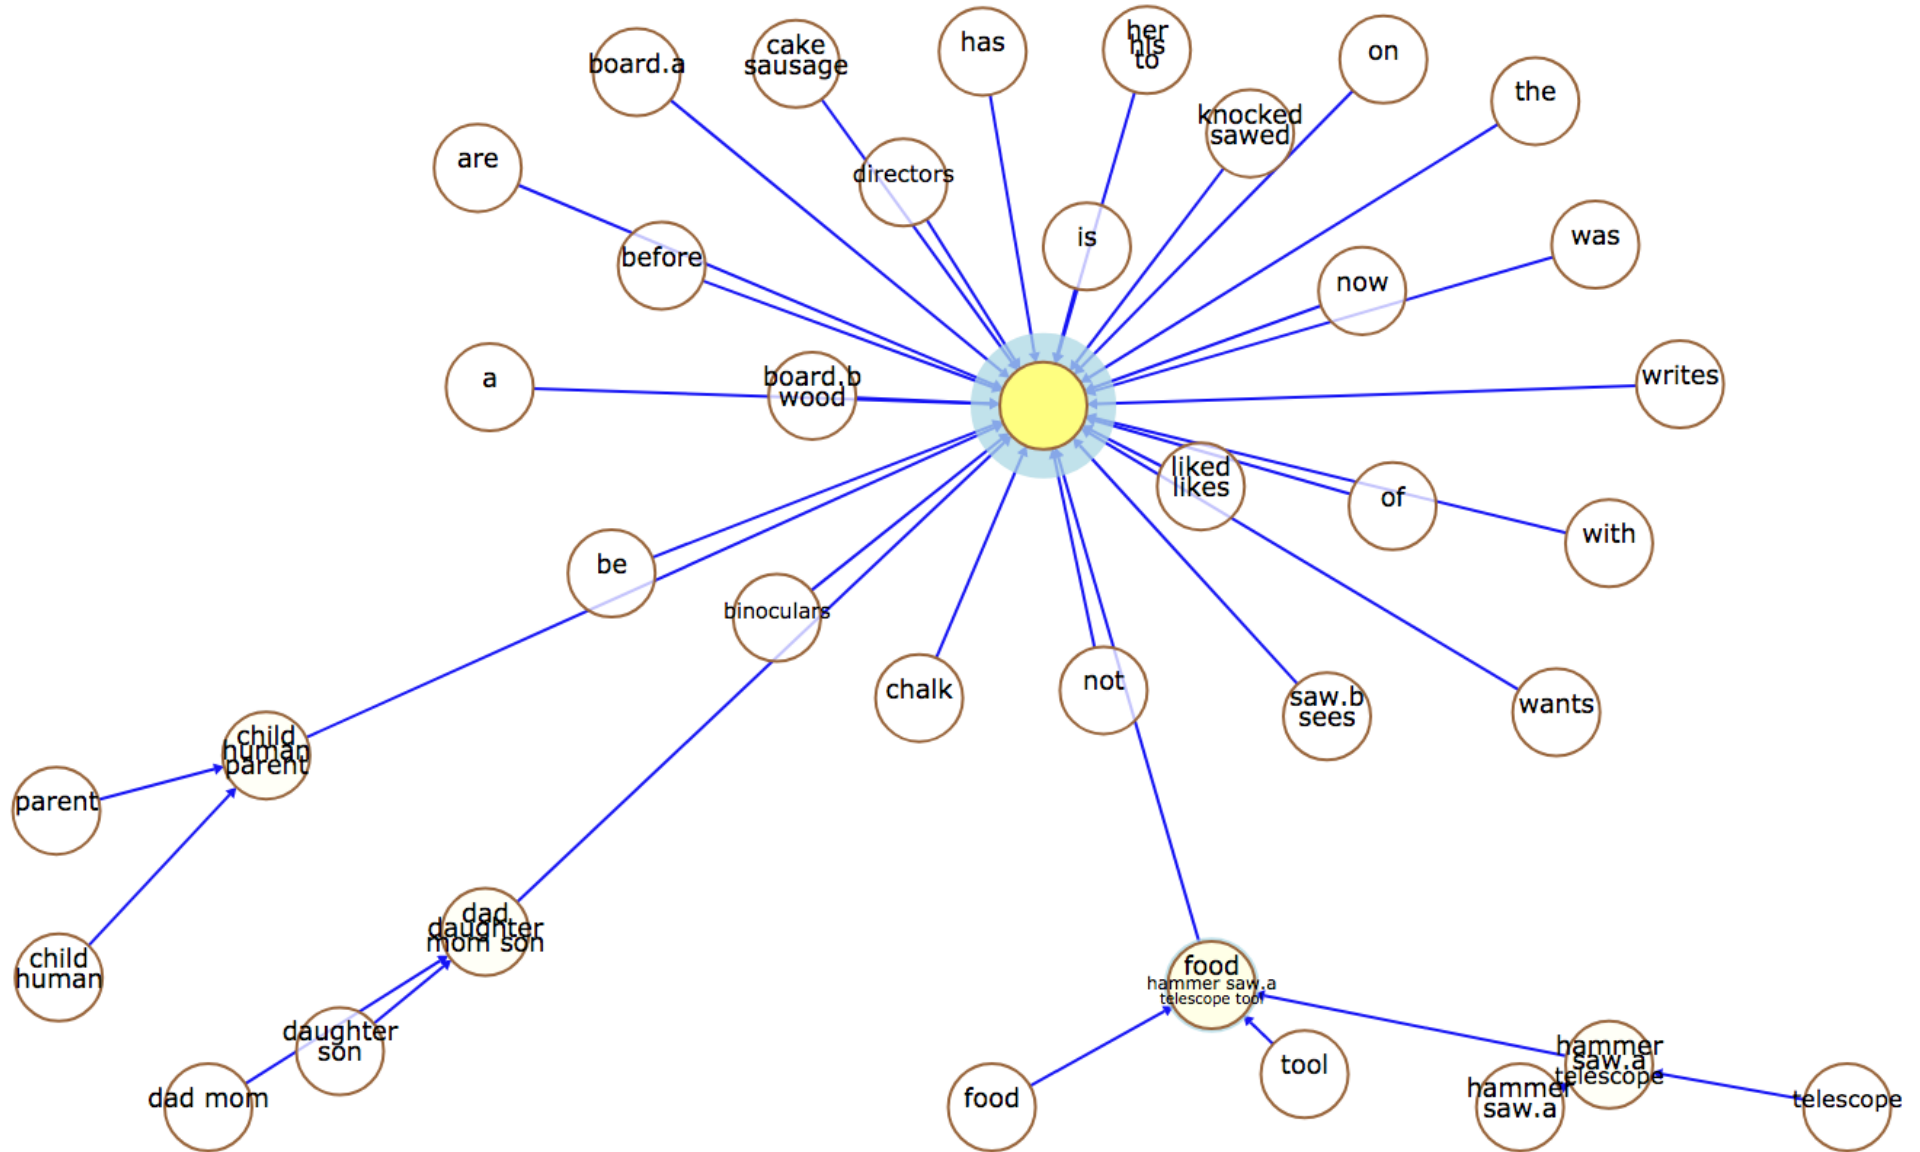 board.a
cake
sausage
has
her
his
to
on
the
knocked
sawed
are
directors
before
is
was
now
a
board.b
wood
writes
liked
likes
of
with
be
binoculars
chalk
not
saw.b
sees
wants
child
human
parent
parent
child
human
dad
daughter
mom son
daughter
son
dad mom
food
hammer saw.a
telescope tool
food
tool
hammer
saw.a
telescope
hammer
saw.a
telescope